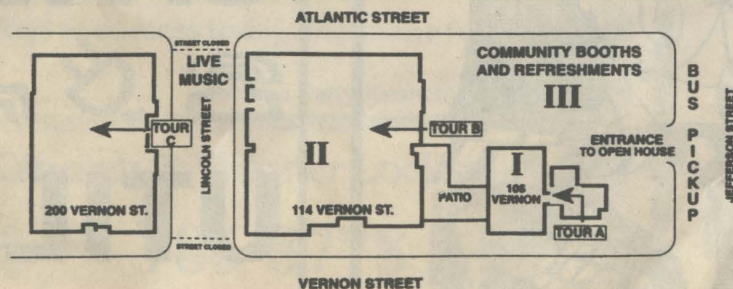 ATLANTIC STREET
STREET CLOSED
LIVE
MUSIC
LINCOLN STREET
COMMUNITY BOOTHS
AND REFRESHMENTS
III
BUS PICKUP
JEFFERSON STREET
TOUR
C
TOUR B
II
ENTRANCE
TO OPEN HOUSE
I
106
VERNON
PATIO
200 VERNON ST.
114 VERNON ST.
TOUR A
STREET CLOSED
VERNON STREET